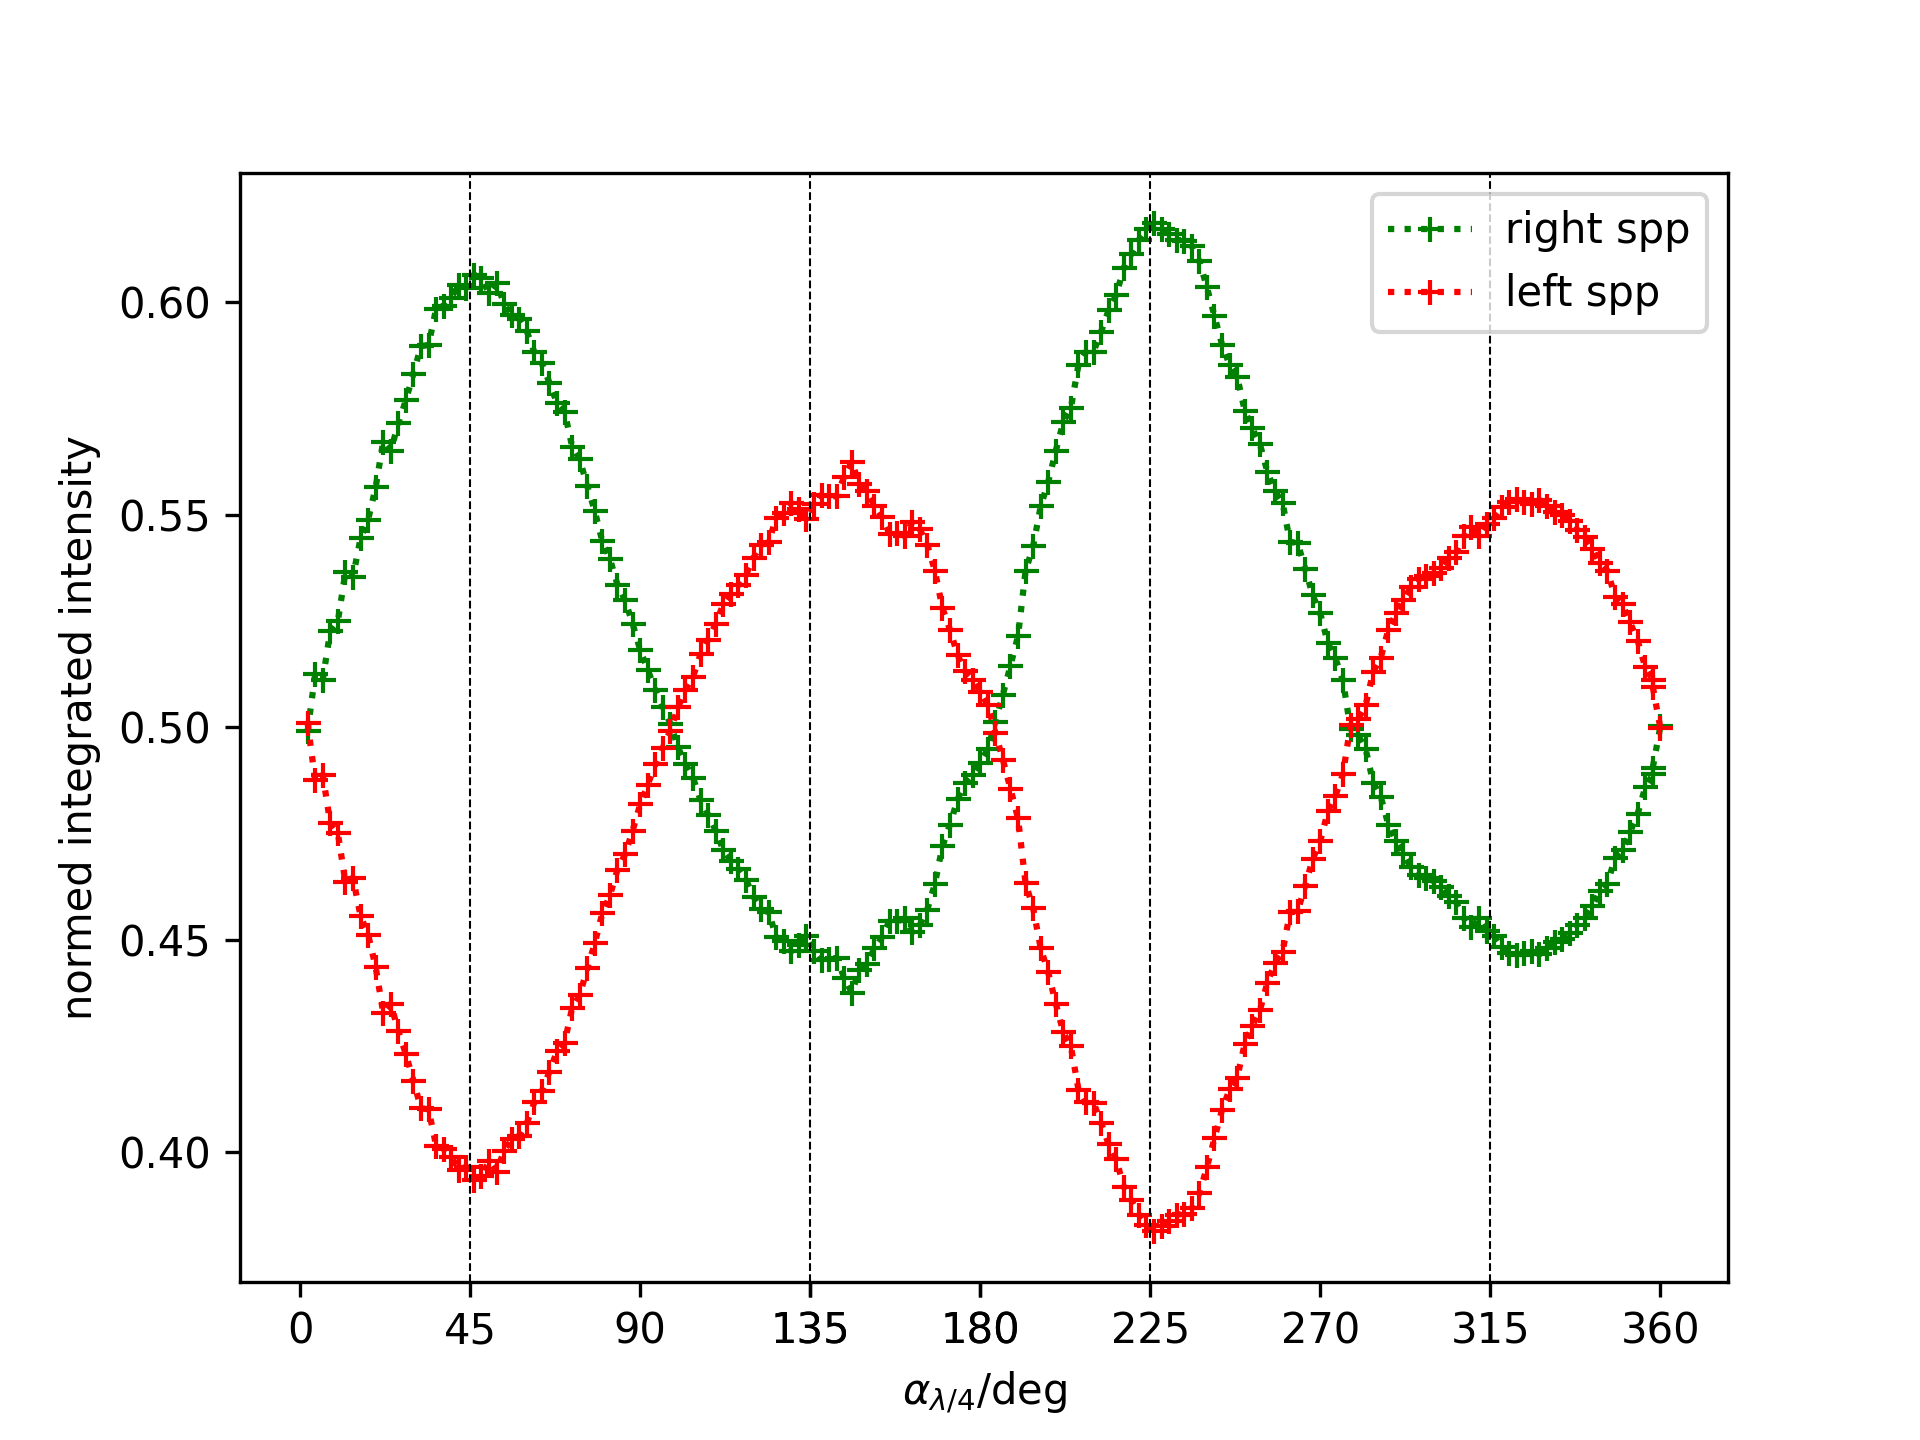 right spp
left spp
0.60
0.55
0.50
0.45
0.40
normed integrated intensity
0 45 90 135 180 225 270 315 360
α_{λ/4}/deg